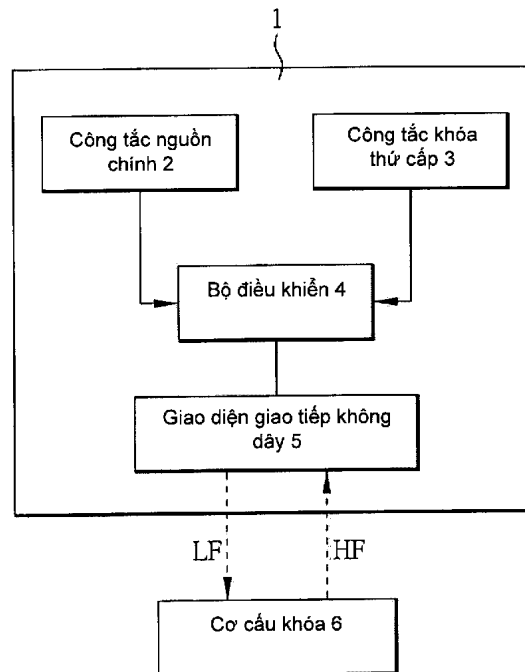 1
Công tắc nguồn
chính 2
Công tắc khóa
thứ cấp 3
Bộ điều khiển 4
Giao diện giao tiếp không
dây 5
LF
HF
Cơ cấu khóa 6